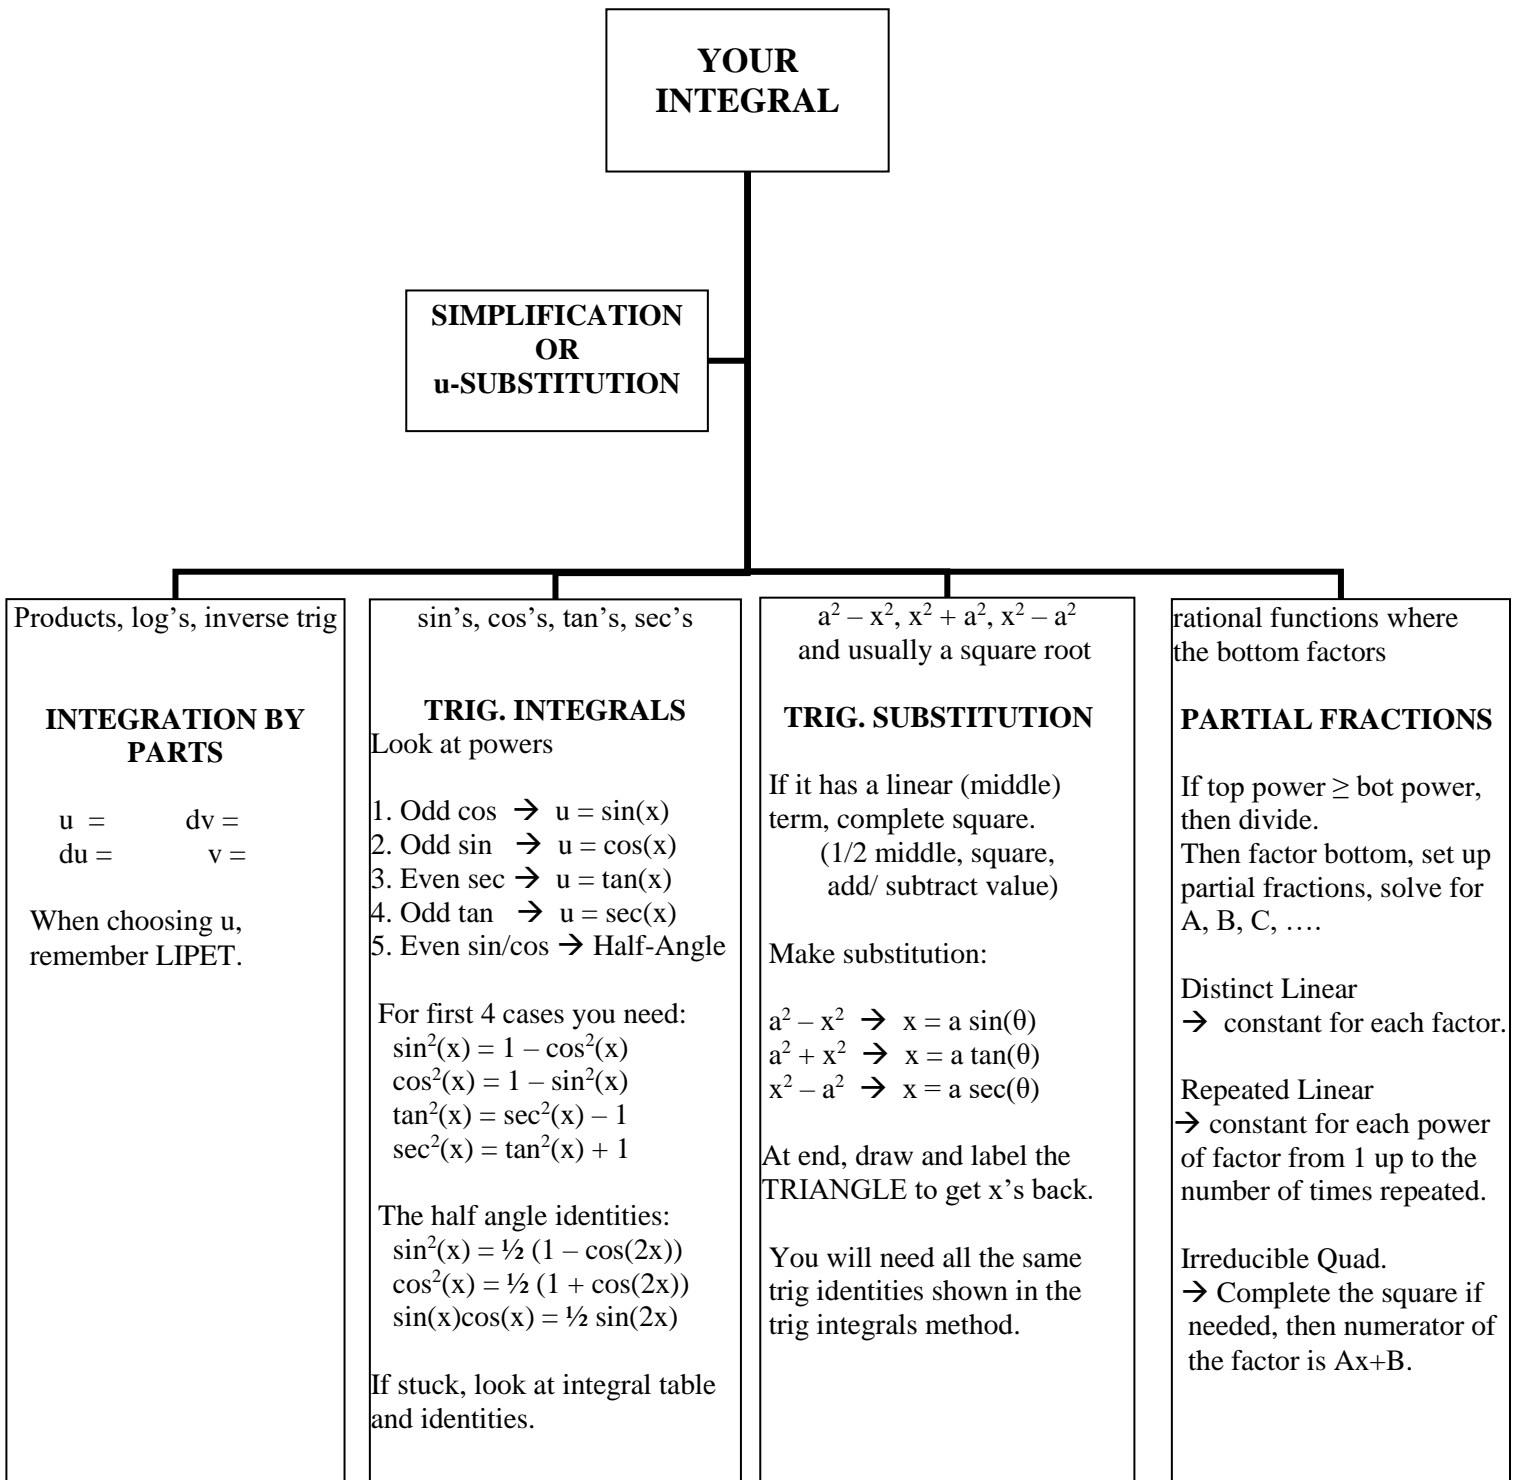 YOUR
INTEGRAL
SIMPLIFICATION
OR
u-SUBSTITUTION
Products, log’s, inverse trig
INTEGRATION BY
PARTS
u = dv =
du = v =
When choosing u,
remember LIPET.
sin’s, cos’s, tan’s, sec’s
TRIG. INTEGRALS
Look at powers
1. Odd cos → u = sin(x)
2. Odd sin → u = cos(x)
3. Even sec → u = tan(x)
4. Odd tan → u = sec(x)
5. Even sin/cos → Half-Angle
For first 4 cases you need:
sin²(x) = 1 – cos²(x)
cos²(x) = 1 – sin²(x)
tan²(x) = sec²(x) – 1
sec²(x) = tan²(x) + 1
The half angle identities:
sin²(x) = ½ (1 – cos(2x))
cos²(x) = ½ (1 + cos(2x))
sin(x)cos(x) = ½ sin(2x)
If stuck, look at integral table
and identities.
a² – x², x² + a², x² – a²
and usually a square root
TRIG. SUBSTITUTION
If it has a linear (middle)
term, complete square.
(1/2 middle, square,
add/ subtract value)
Make substitution:
a² – x² → x = a sin(θ)
a² + x² → x = a tan(θ)
x² – a² → x = a sec(θ)
At end, draw and label the
TRIANGLE to get x’s back.
You will need all the same
trig identities shown in the
trig integrals method.
rational functions where
the bottom factors
PARTIAL FRACTIONS
If top power ≥ bot power,
then divide.
Then factor bottom, set up
partial fractions, solve for
A, B, C, ….
Distinct Linear
→ constant for each factor.
Repeated Linear
→ constant for each power
of factor from 1 up to the
number of times repeated.
Irreducible Quad.
→ Complete the square if
needed, then numerator of
the factor is Ax+B.